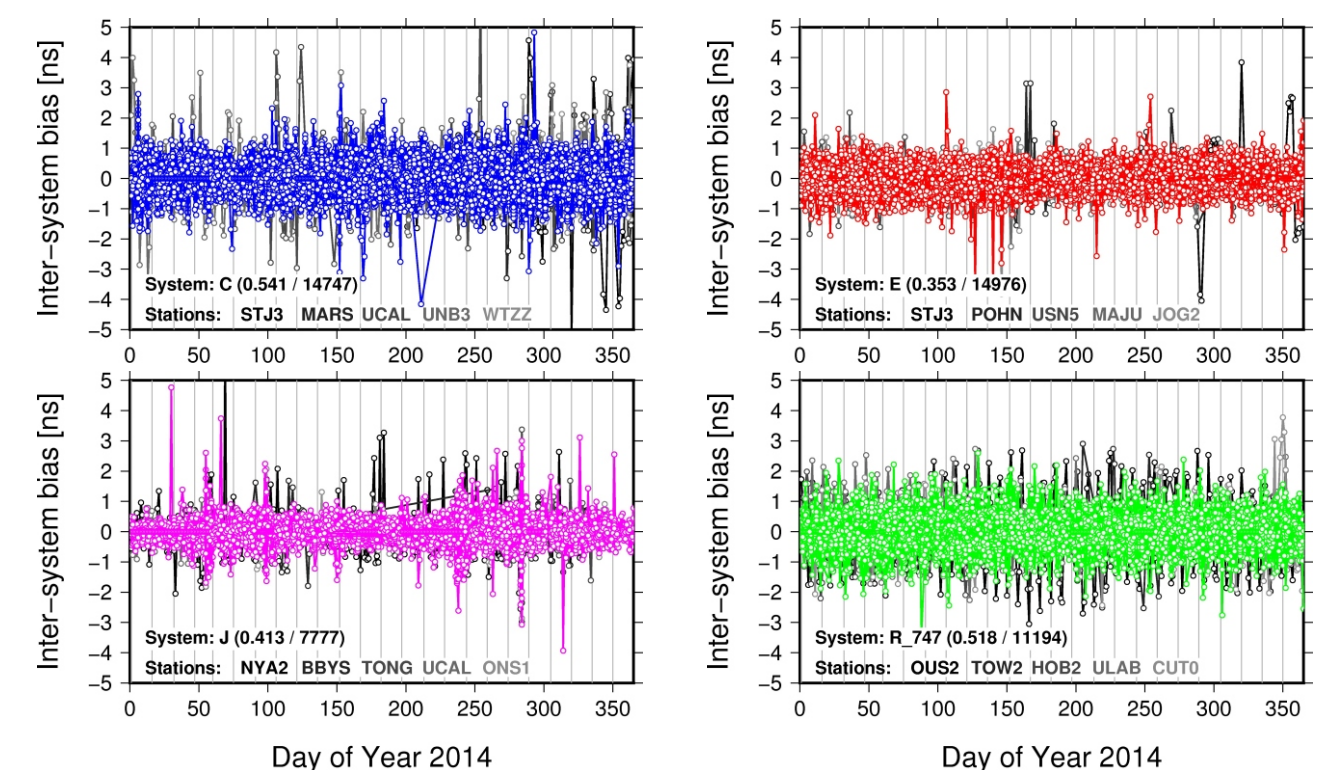 Inter−system bias [ns]
5
4
3
2
1
0
−1
−2
−3
−4
−5
System: C (0.541 / 14747)
Stations: STJ3 MARS UCAL UNB3 WTZZ
0 50 100 150 200 250 300 350
Inter−system bias [ns]
5
4
3
2
1
0
−1
−2
−3
−4
−5
System: E (0.353 / 14976)
Stations: STJ3 POHN USN5 MAJU JOG2
0 50 100 150 200 250 300 350
Inter−system bias [ns]
5
4
3
2
1
0
−1
−2
−3
−4
−5
System: J (0.413 / 7777)
Stations: NYA2 BBYS TONG UCAL ONS1
0 50 100 150 200 250 300 350
Day of Year 2014
Inter−system bias [ns]
5
4
3
2
1
0
−1
−2
−3
−4
−5
System: R_747 (0.518 / 11194)
Stations: OUS2 TOW2 HOB2 ULAB CUT0
0 50 100 150 200 250 300 350
Day of Year 2014